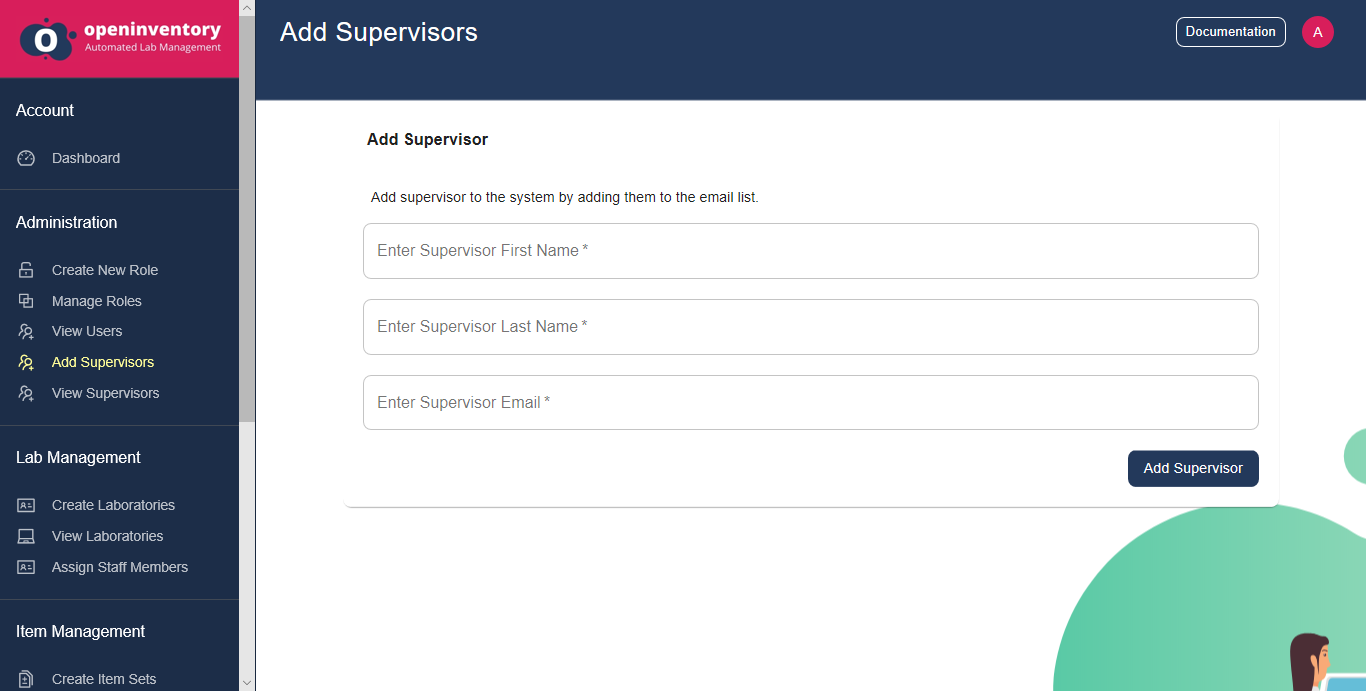 openinventory
Automated Lab Management
Add Supervisors
Documentation
A
Account
Dashboard
Administration
Create New Role
Manage Roles
View Users
Add Supervisors
View Supervisors
Lab Management
Create Laboratories
View Laboratories
Assign Staff Members
Item Management
Create Item Sets
Add Supervisor
Add supervisor to the system by adding them to the email list.
Enter Supervisor First Name *
Enter Supervisor Last Name *
Enter Supervisor Email *
Add Supervisor